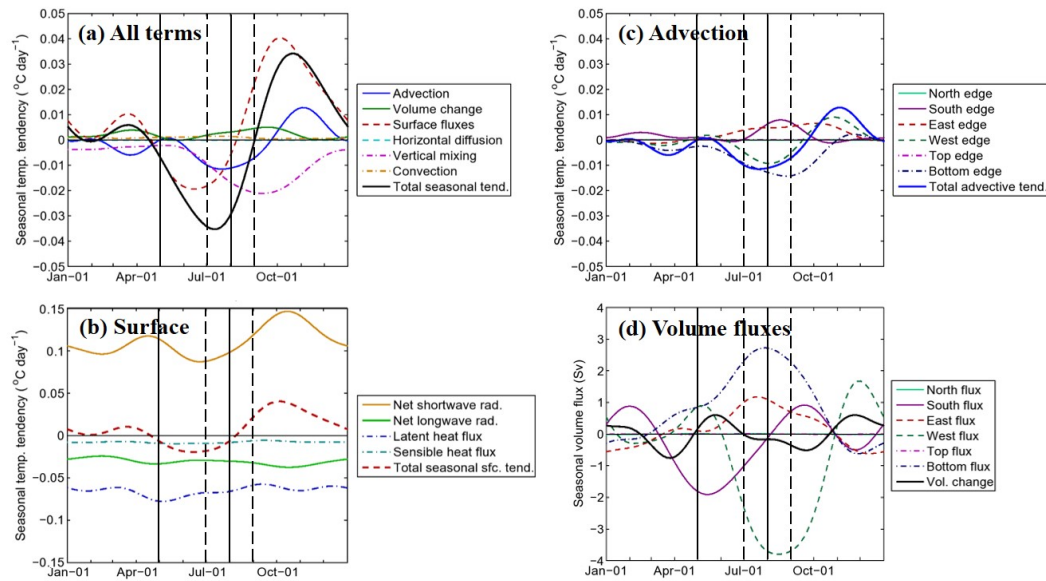 (a) All terms
Seasonal temp. tendency ( °C day⁻¹)
0.05
0.04
0.03
0.02
0.01
0
−0.01
−0.02
−0.03
−0.04
−0.05
Jan−01 Apr−01 Jul−01 Oct−01
Advection
Volume change
Surface fluxes
Horizontal diffusion
Vertical mixing
Convection
Total seasonal tend.
(c) Advection
Seasonal temp. tendency ( °C day⁻¹)
0.05
0.04
0.03
0.02
0.01
0
−0.01
−0.02
−0.03
−0.04
−0.05
Jan−01 Apr−01 Jul−01 Oct−01
North edge
South edge
East edge
West edge
Top edge
Bottom edge
Total advective tend.
(b) Surface
Seasonal temp. tendency ( °C day⁻¹)
0.15
0.1
0.05
0
−0.05
−0.1
−0.15
Jan−01 Apr−01 Jul−01 Oct−01
Net shortwave rad.
Net longwave rad.
Latent heat flux
Sensible heat flux
Total seasonal sfc. tend.
(d) Volume fluxes
Seasonal volume flux (Sv)
4
3
2
1
0
−1
−2
−3
−4
Jan−01 Apr−01 Jul−01 Oct−01
North flux
South flux
East flux
West flux
Top flux
Bottom flux
Vol. change